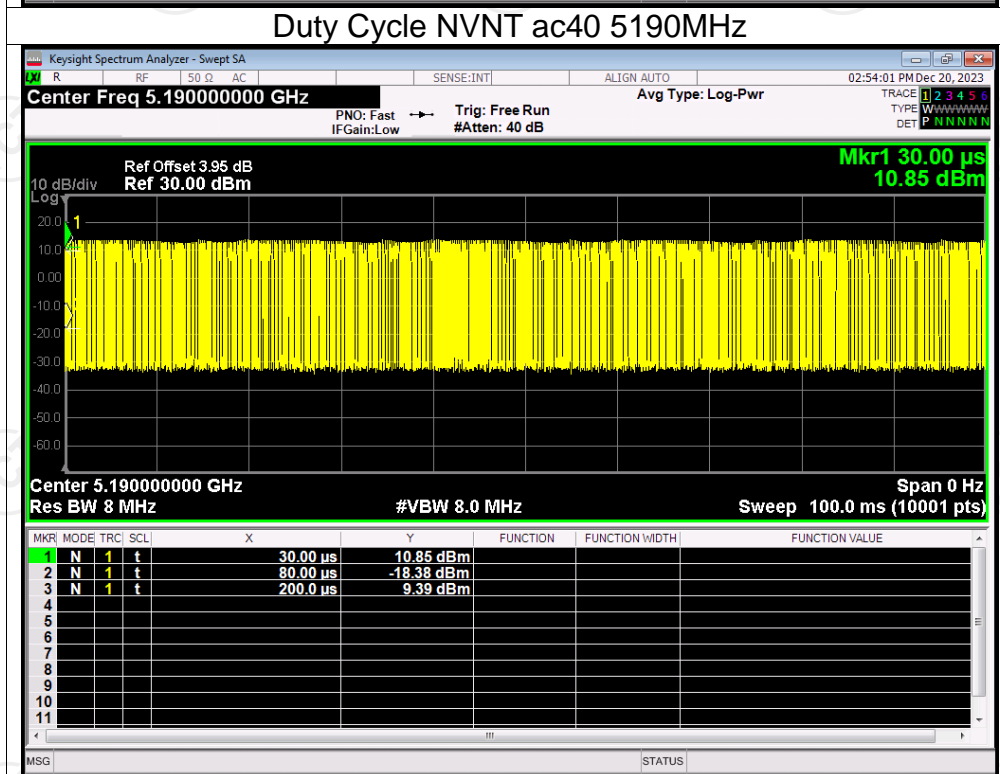 Duty Cycle NVNT ac40 5190MHz
Keysight Spectrum Analyzer - Swept SA
LXI R RF 50 Ω AC SENSE:INT ALIGN AUTO 02:54:01 PM Dec 20, 2023
Center Freq 5.190000000 GHz Avg Type: Log-Pwr TRACE 1 2 3 4 5 6
PNO: Fast Trig: Free Run TYPE WWWWWW
IFGain:Low #Atten: 40 dB DET P N N N N N
Mkr1 30.00 µs
Ref Offset 3.95 dB
10 dB/div Ref 30.00 dBm 10.85 dBm
Log
1
20.0
10.0
0.00
-10.0
-20.0
-30.0
-40.0
-50.0
-60.0
Center 5.190000000 GHz Span 0 Hz
Res BW 8 MHz #VBW 8.0 MHz Sweep 100.0 ms (10001 pts)
MKR MODE TRC SCL X Y FUNCTION FUNCTION WIDTH FUNCTION VALUE
1 N 1 t 30.00 µs 10.85 dBm
2 N 1 t 80.00 µs -18.38 dBm
3 N 1 t 200.0 µs 9.39 dBm
4
5
6
7
8
9
10
11
MSG STATUS